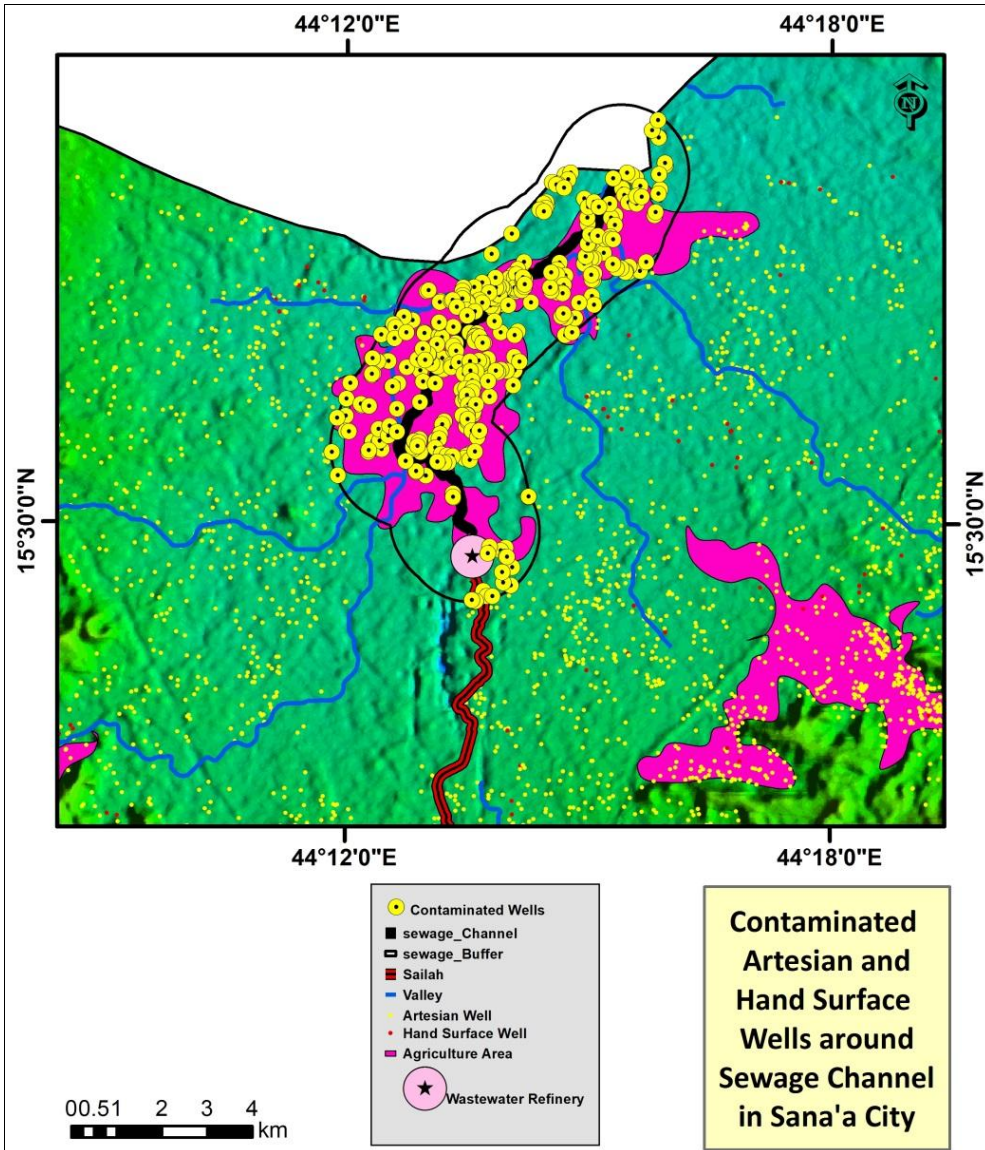 44°12'0"E
44°18'0"E
N
15°30'0"N
15°30'0"N
44°12'0"E
44°18'0"E
Contaminated Wells
sewage_Channel
sewage_Buffer
Sailah
Valley
Artesian Well
Hand Surface Well
Agriculture Area
Wastewater Refinery
00.51 2 3 4
km
Contaminated
Artesian and
Hand Surface
Wells around
Sewage Channel
in Sana'a City